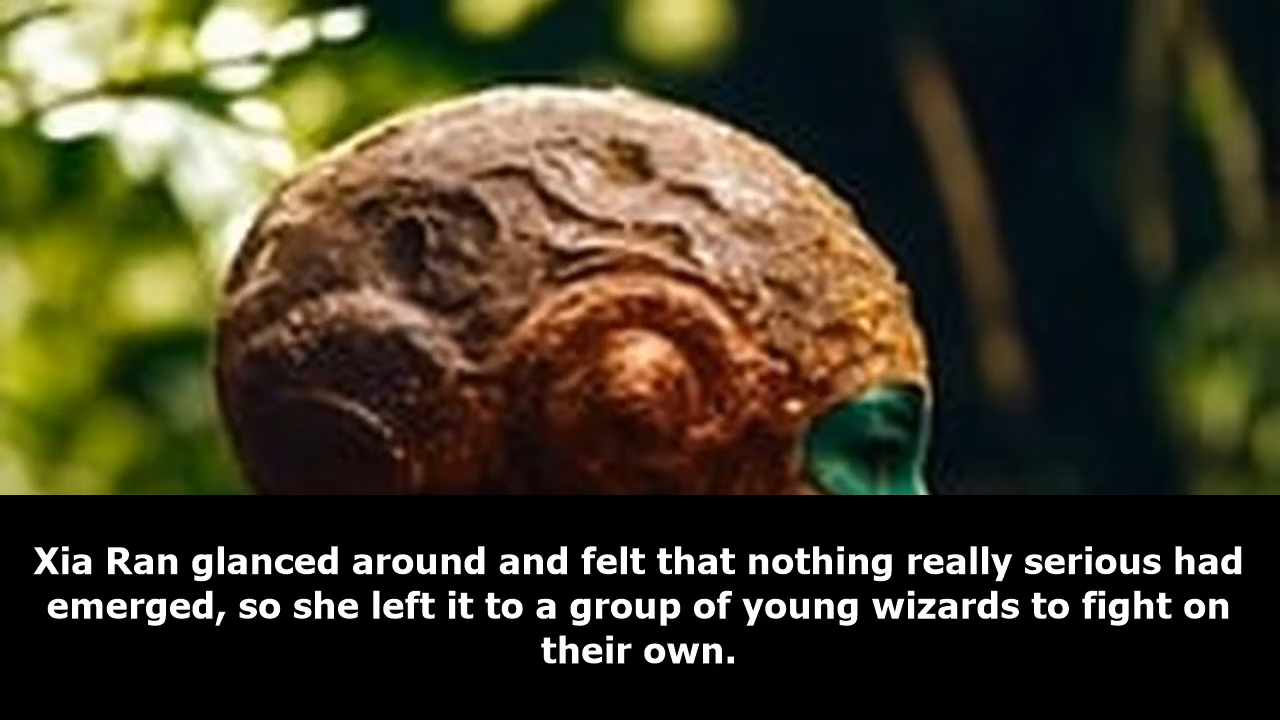 Xia Ran glanced around and felt that nothing really serious had
emerged, so she left it to a group of young wizards to fight on
their own.